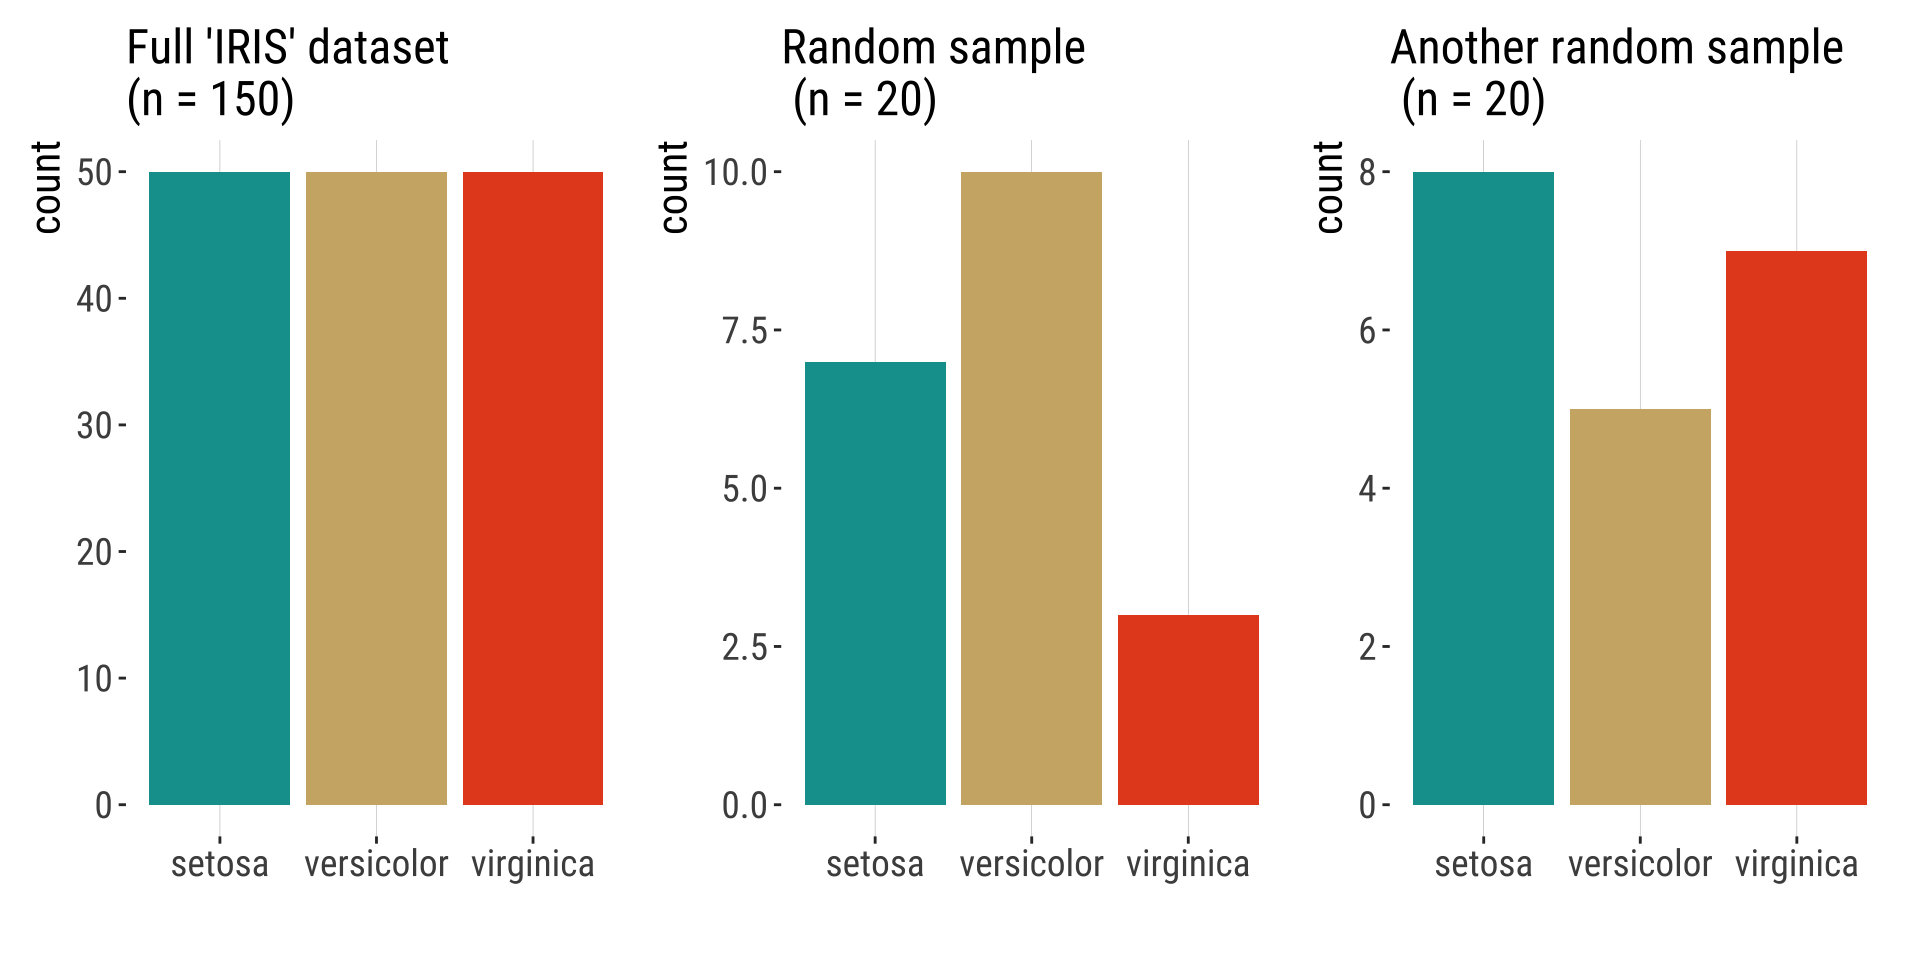 Full 'IRIS' dataset
(n = 150)
count
50
40
30
20
10
0
setosa versicolor virginica
Random sample
(n = 20)
count
10.0
7.5
5.0
2.5
0.0
setosa versicolor virginica
Another random sample
(n = 20)
count
8
6
4
2
0
setosa versicolor virginica